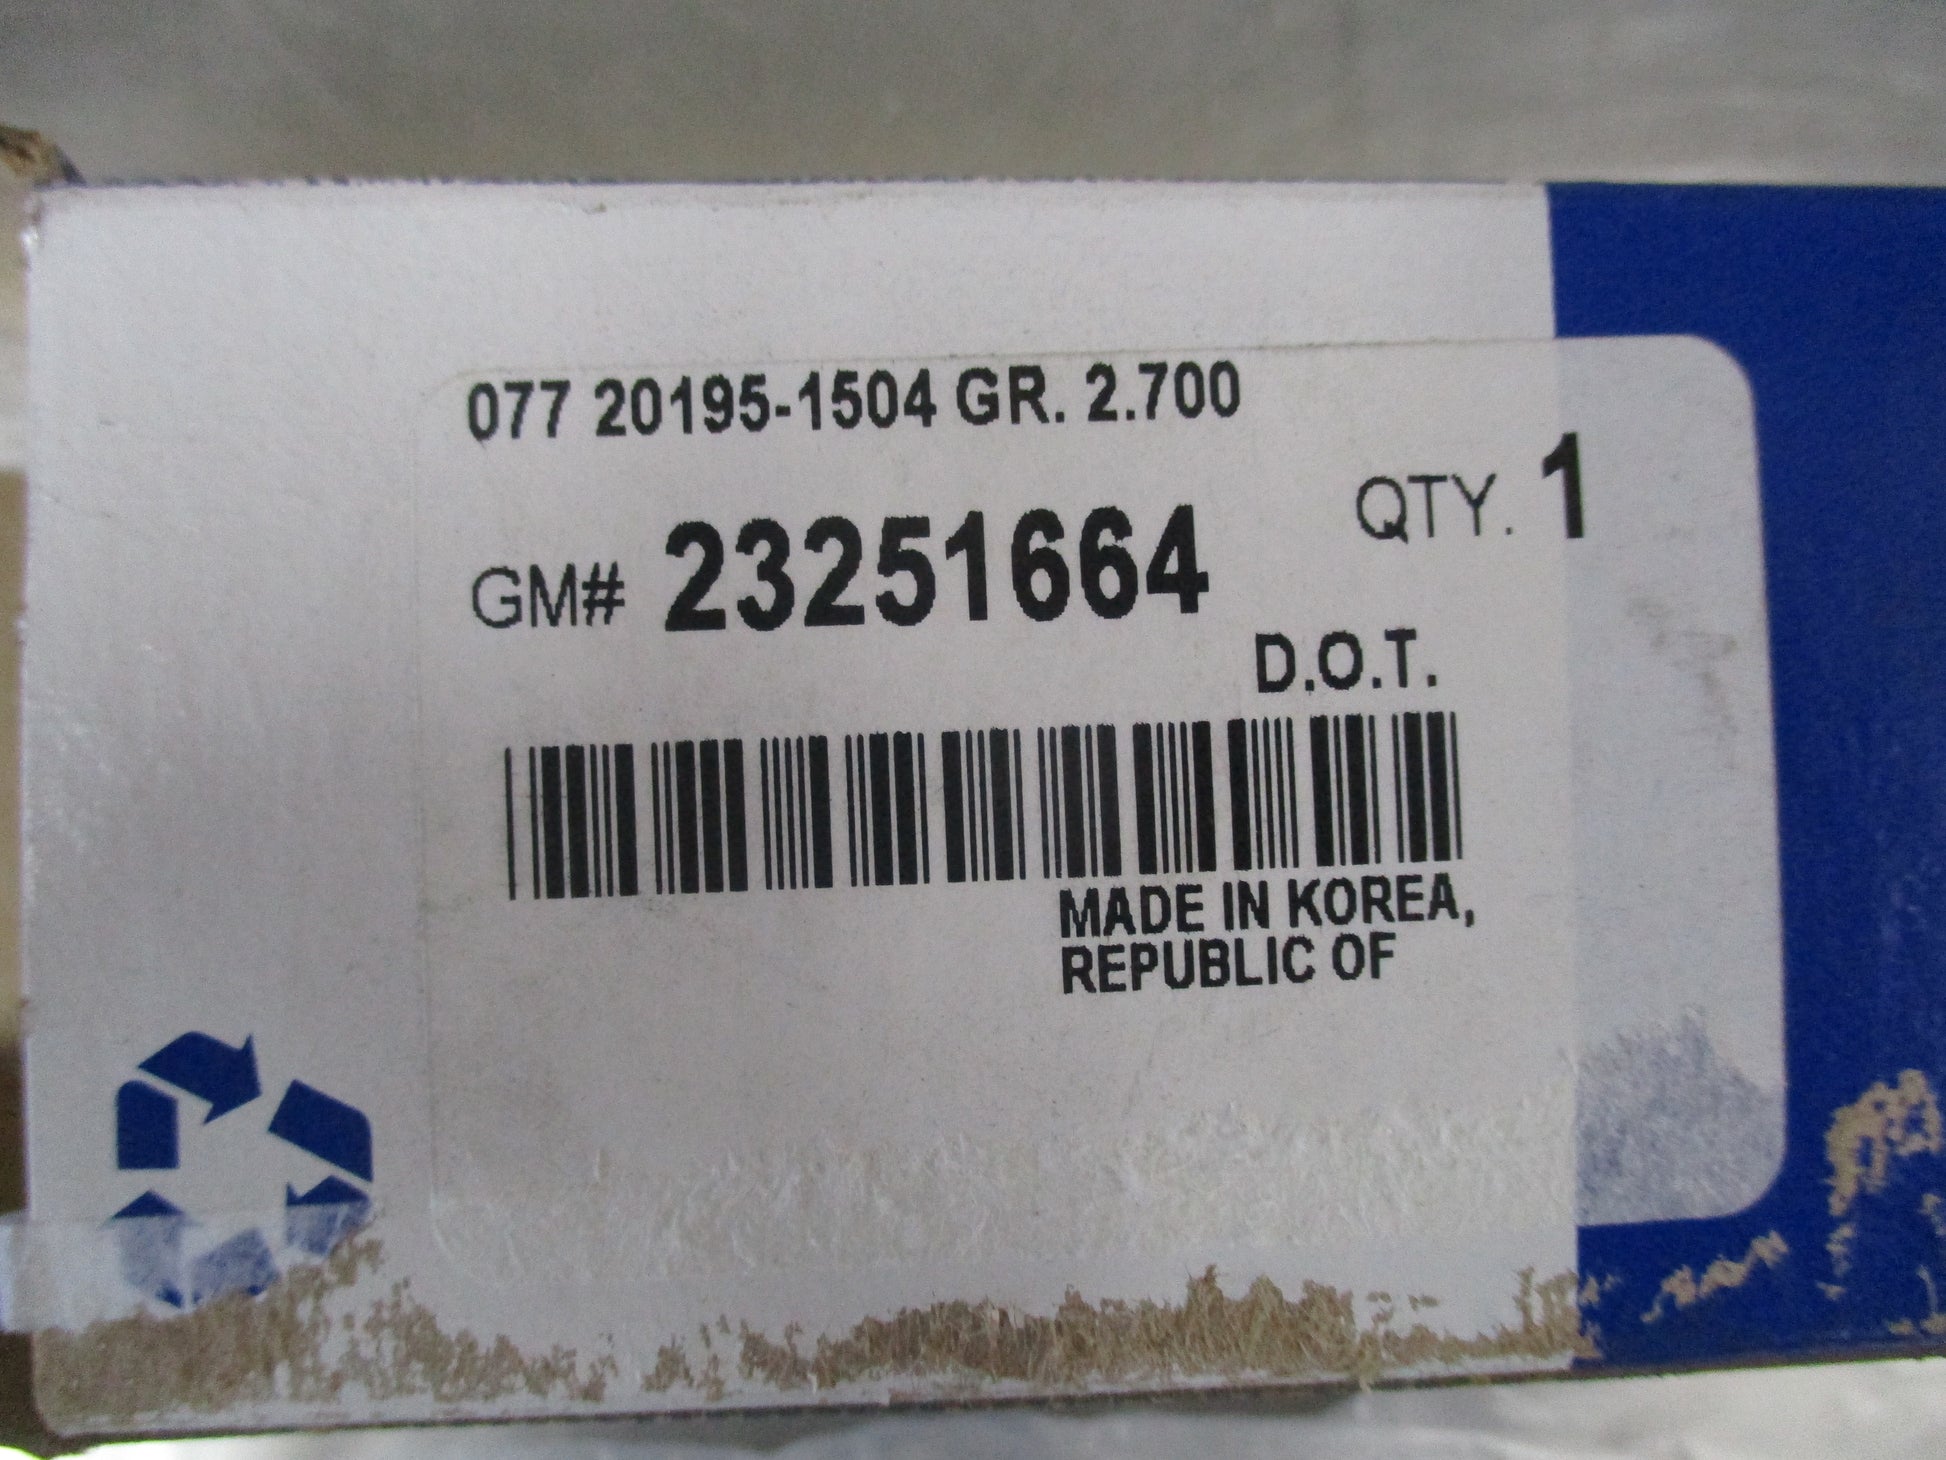 077 20195-1504 GR. 2.700
QTY. 1
GM# 23251664
D.O.T.
MADE IN KOREA,
REPUBLIC OF